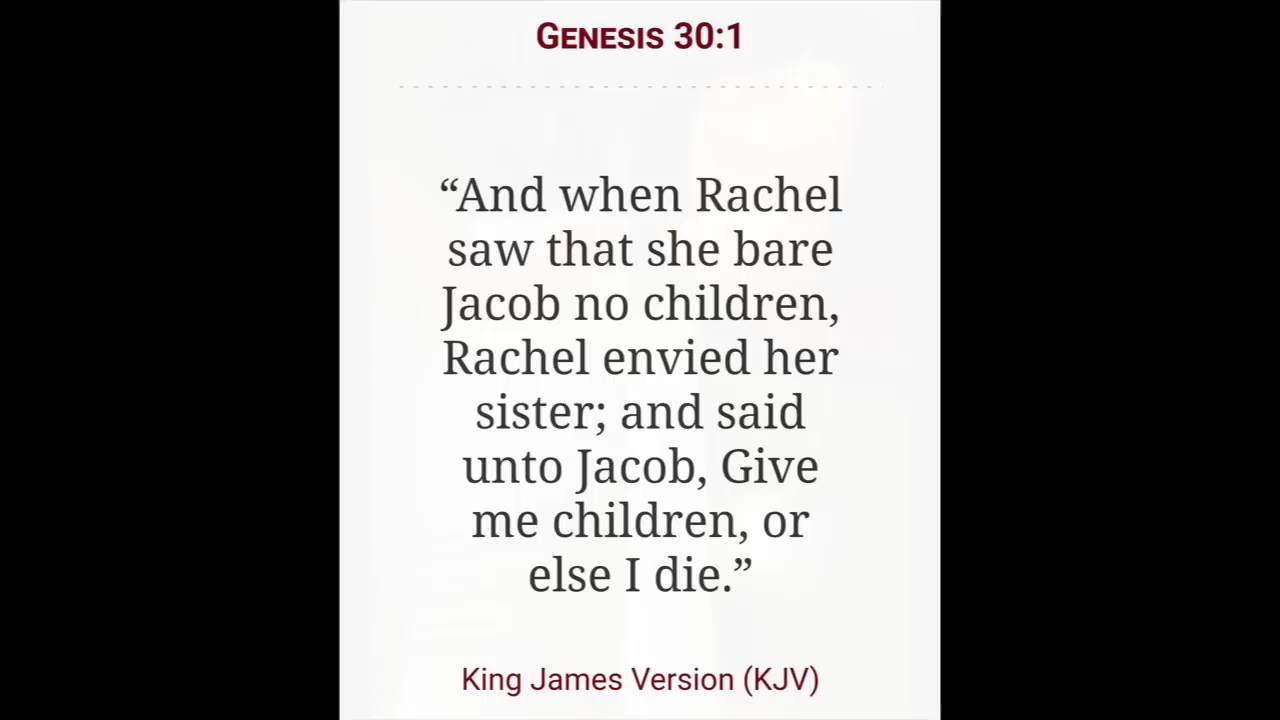 GENESIS 30:1
“And when Rachel
saw that she bare
Jacob no children,
Rachel envied her
sister; and said
unto Jacob, Give
me children, or
else I die.”
King James Version (KJV)